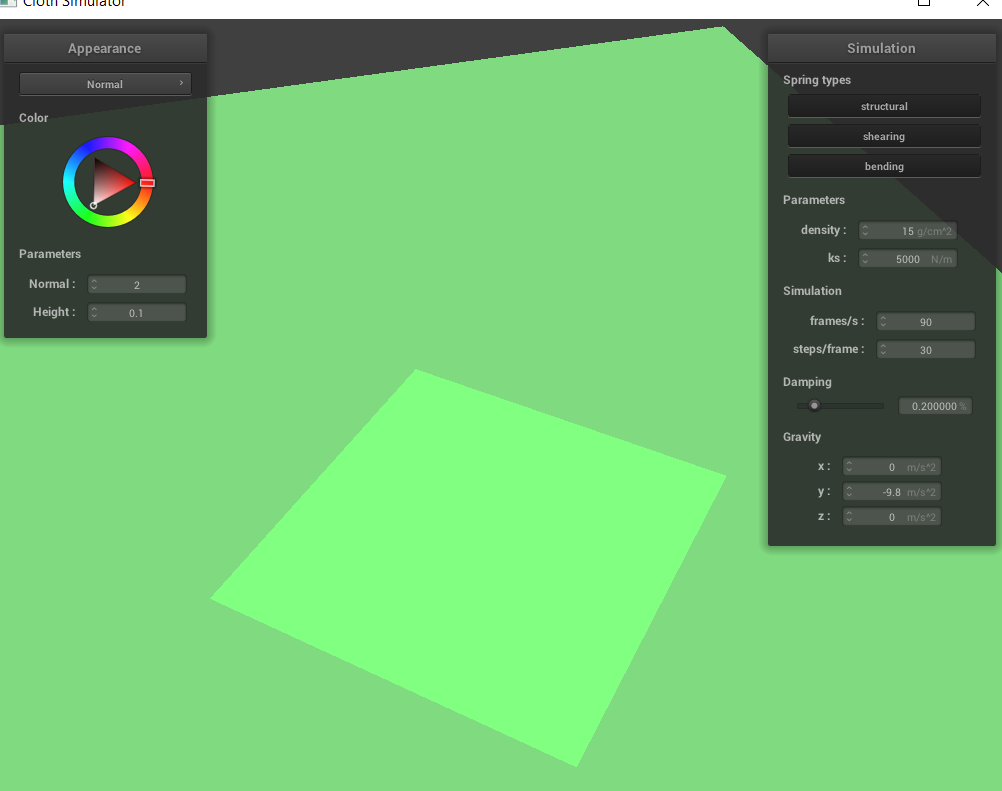 Cloth Simulator
Appearance
Normal
Color
Parameters
Normal : 2
Height : 0.1
Simulation
Spring types
structural
shearing
bending
Parameters
density : 15 g/cm^2
ks : 5000 N/m
Simulation
frames/s : 90
steps/frame : 30
Damping
0.200000 %
Gravity
x : 0 m/s^2
y : -9.8 m/s^2
z : 0 m/s^2